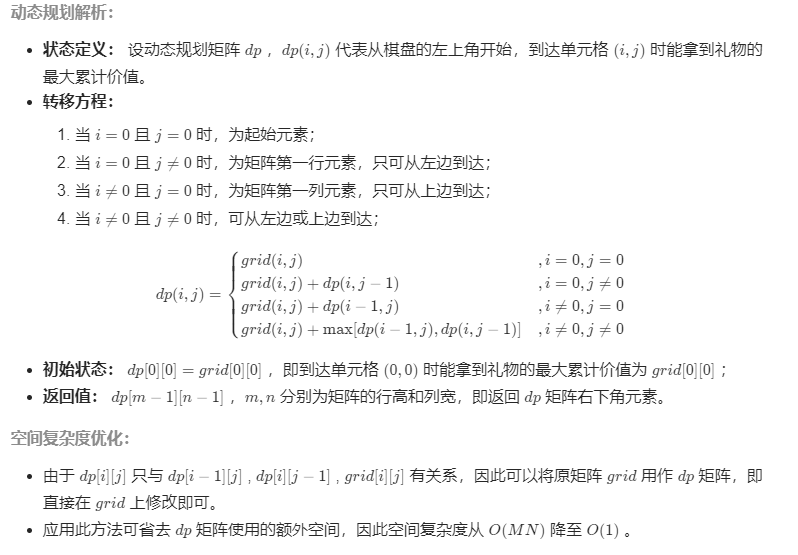 动态规划解析：
• 状态定义： 设动态规划矩阵 dp ，dp(i, j) 代表从棋盘的左上角开始，到达单元格 (i, j) 时能拿到礼物的
最大累计价值。
• 转移方程：
1. 当 i = 0 且 j = 0 时，为起始元素；
2. 当 i = 0 且 j ≠ 0 时，为矩阵第一行元素，只可从左边到达；
3. 当 i ≠ 0 且 j = 0 时，为矩阵第一列元素，只可从上边到达；
4. 当 i ≠ 0 且 j ≠ 0 时，可从左边或上边到达；
grid(i, j) , i = 0, j = 0
grid(i, j) + dp(i, j − 1) , i = 0, j ≠ 0
dp(i, j) = {
grid(i, j) + dp(i − 1, j) , i ≠ 0, j = 0
grid(i, j) + max[dp(i − 1, j), dp(i, j − 1)] , i ≠ 0, j ≠ 0
• 初始状态： dp[0][0] = grid[0][0] ，即到达单元格 (0, 0) 时能拿到礼物的最大累计价值为 grid[0][0] ；
• 返回值： dp[m − 1][n − 1] ，m, n 分别为矩阵的行高和列宽，即返回 dp 矩阵右下角元素。
空间复杂度优化：
• 由于 dp[i][j] 只与 dp[i − 1][j] , dp[i][j − 1] , grid[i][j] 有关系，因此可以将原矩阵 grid 用作 dp 矩阵，即
直接在 grid 上修改即可。
• 应用此方法可省去 dp 矩阵使用的额外空间，因此空间复杂度从 O(MN) 降至 O(1) 。